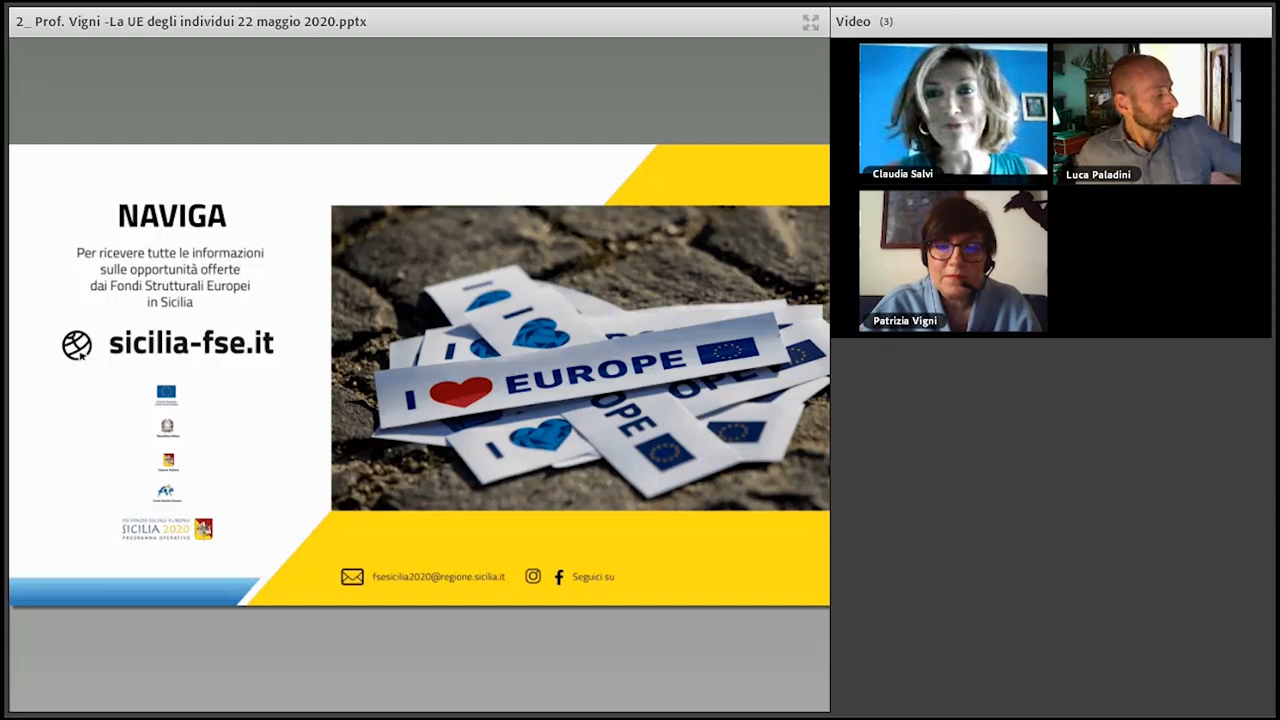 2_ Prof. Vigni -La UE degli individui 22 maggio 2020.pptx
Video (3)
Claudia Salvi
Luca Paladini
Patrizia Vigni
NAVIGA
Per ricevere tutte le informazioni
sulle opportunità offerte
dai Fondi Strutturali Europei
in Sicilia
sicilia-fse.it
SICILIA 2020
PROGRAMMA OPERATIVO
I
I
I
I EUROPE
OPE
I
OPE
fsesicilia2020@regione.sicilia.it
Seguici su